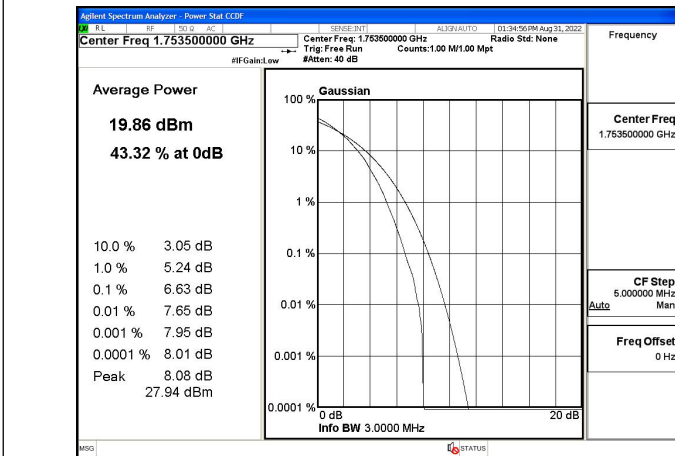 Agilent Spectrum Analyzer - Power Stat CCDF
RL RF 50 Ω AC SENSE:INT ALIGNAUTO 01:34:56 PM Aug 31, 2022
Center Freq 1.753500000 GHz
Center Freq: 1.753500000 GHz Radio Std: None
Trig: Free Run Counts:1.00 M/1.00 Mpt
#IFGain:Low #Atten: 40 dB
Frequency
Average Power
19.86 dBm
43.32 % at 0dB
10.0 % 3.05 dB
1.0 % 5.24 dB
0.1 % 6.63 dB
0.01 % 7.65 dB
0.001 % 7.95 dB
0.0001 % 8.01 dB
Peak 8.08 dB
27.94 dBm
Gaussian
100 %
10 %
1 %
0.1 %
0.01 %
0.001 %
0.0001 %
0 dB 20 dB
Info BW 3.0000 MHz
Center Freq
1.753500000 GHz
CF Step
5.000000 MHz
Auto Man
Freq Offset
0 Hz
MSG STATUS